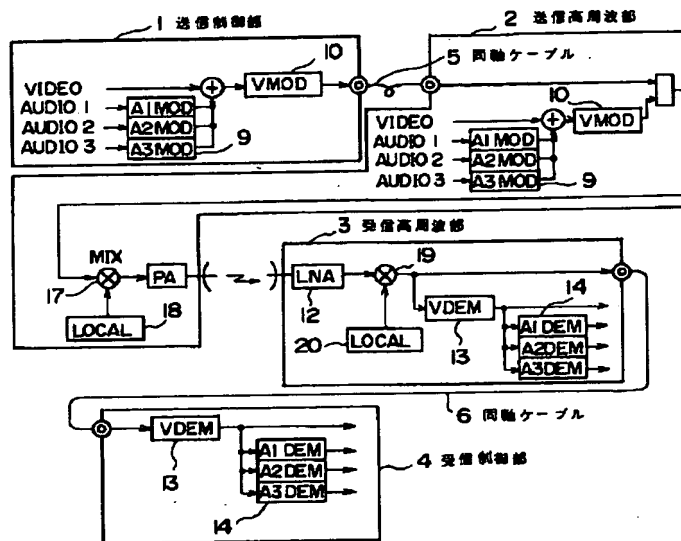 1 送信制御部
2 送信高周波部
10
VIDEO
VMOD
5 同軸ケーブル
AUDIO 1
A1MOD
AUDIO 2
A2MOD
AUDIO 3
A3MOD
9
VIDEO
10
VMOD
AUDIO 1
A1MOD
AUDIO 2
A2MOD
AUDIO 3
A3MOD
9
3 受信高周波部
MIX
PA
17
LOCAL
18
LNA
12
19
LOCAL
20
VDEM
13
14
A1DEM
A2DEM
A3DEM
6 同軸ケーブル
VDEM
13
A1DEM
A2DEM
A3DEM
14
4 受信制御部